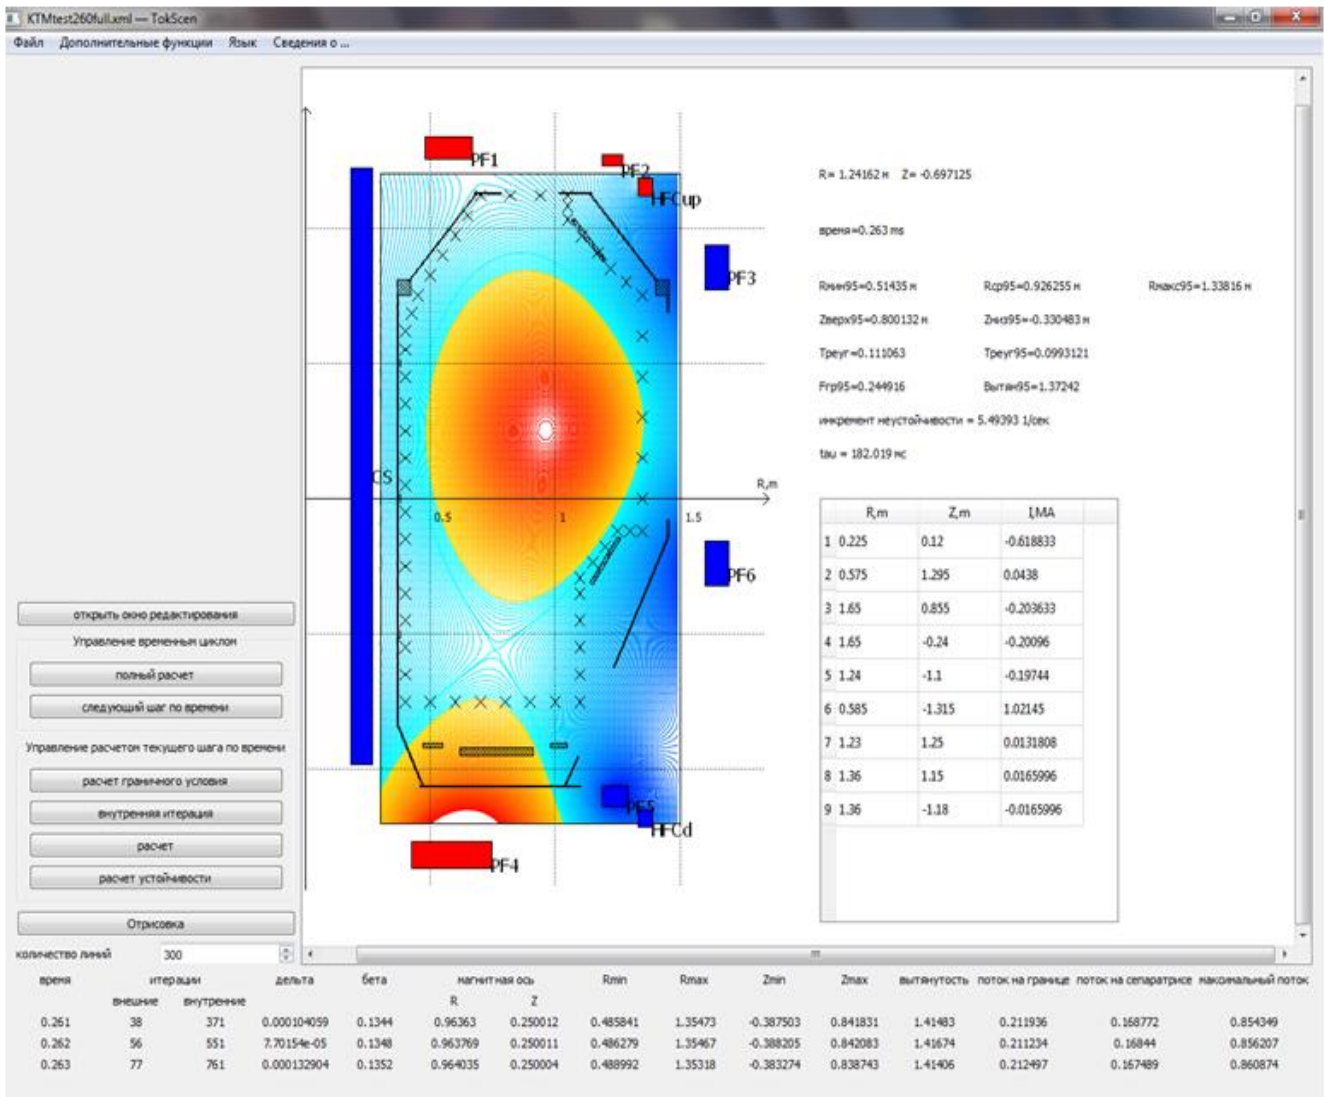 KTMtest260full.xml — TokScen
Файл Дополнительные функции Язык Сведения о ...
PF1
PF2
HFCup
PF3
CS
R,m
0.5 1 1.5
PF6
PF5
HFCd
PF4
R= 1.24162 м Z= -0.697125
время=0.263 ms
Rмин95=0.51435 м Rср95=0.926255 м Rмакс95=1.33816 м
Zверх95=0.800132 м Zниз95=-0.330483 м
Треуг=0.111063 Треуг95=0.0993121
Fгр95=0.244916 Вытян95=1.37242
инкремент неустойчивости = 5.49393 1/сек
tau = 182.019 мс
R,m Z,m I,MA
1 0.225 0.12 -0.618833
2 0.575 1.295 0.0438
3 1.65 0.855 -0.203633
4 1.65 -0.24 -0.20096
5 1.24 -1.1 -0.19744
6 0.585 -1.315 1.02145
7 1.23 1.25 0.0131808
8 1.36 1.15 0.0165996
9 1.36 -1.18 -0.0165996
открыть окно редактирования
Управление временным циклом
полный расчет
следующий шаг по времени
Управление расчетом текущего шага по времени
расчет граничного условия
внутренняя итерация
расчет
расчет устойчивости
Отрисовка
количество линий 300
время итерации дельта бета магнитная ось Rmin Rmax Zmin Zmax вытянутость поток на границе поток на сепаратрисе максимальный поток
внешние внутренние R Z
0.261 38 371 0.000104059 0.1344 0.96363 0.250012 0.485841 1.35473 -0.387503 0.841831 1.41483 0.211936 0.168772 0.854349
0.262 56 551 7.70154e-05 0.1348 0.963769 0.250011 0.486279 1.35467 -0.388205 0.842083 1.41674 0.211234 0.16844 0.856207
0.263 77 761 0.000132904 0.1352 0.964035 0.250004 0.488992 1.35318 -0.383274 0.838743 1.41406 0.212497 0.167489 0.860874